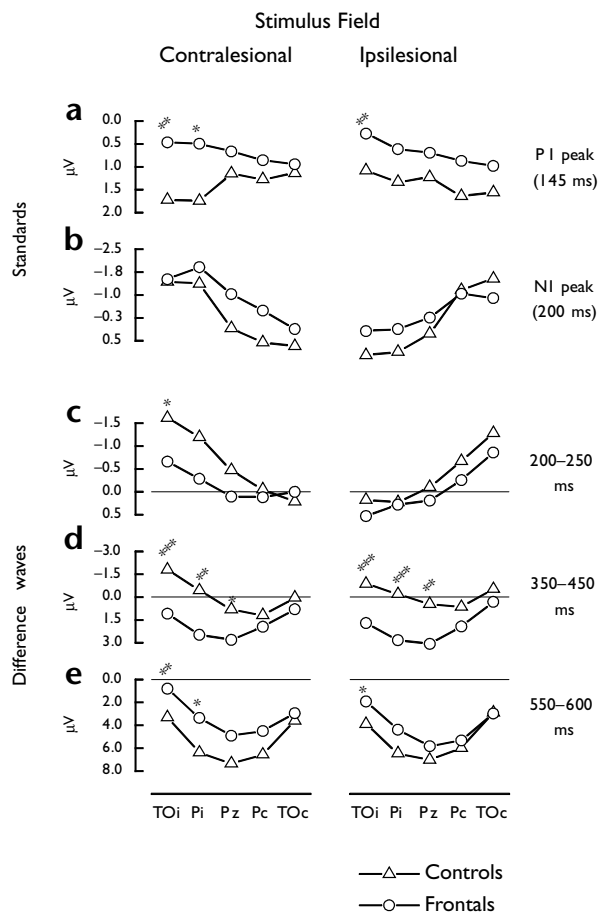 Stimulus Field
Contralesional
Ipsilesional
Standards
a
µV
0.0
0.5
1.0
1.5
2.0
** *
**
P1 peak
(145 ms)
b
µV
−2.5
−1.8
−1.0
−0.3
0.5
N1 peak
(200 ms)
Difference waves
c
µV
−1.5
−1.0
−0.5
0.0
0.5
*
200–250
ms
d
µV
−3.0
−1.5
0.0
1.5
3.0
*** ** *
*** *** **
350–450
ms
e
µV
0.0
2.0
4.0
6.0
8.0
** *
*
550–600
ms
TOi Pi Pz Pc TOc
TOi Pi Pz Pc TOc
Controls
Frontals